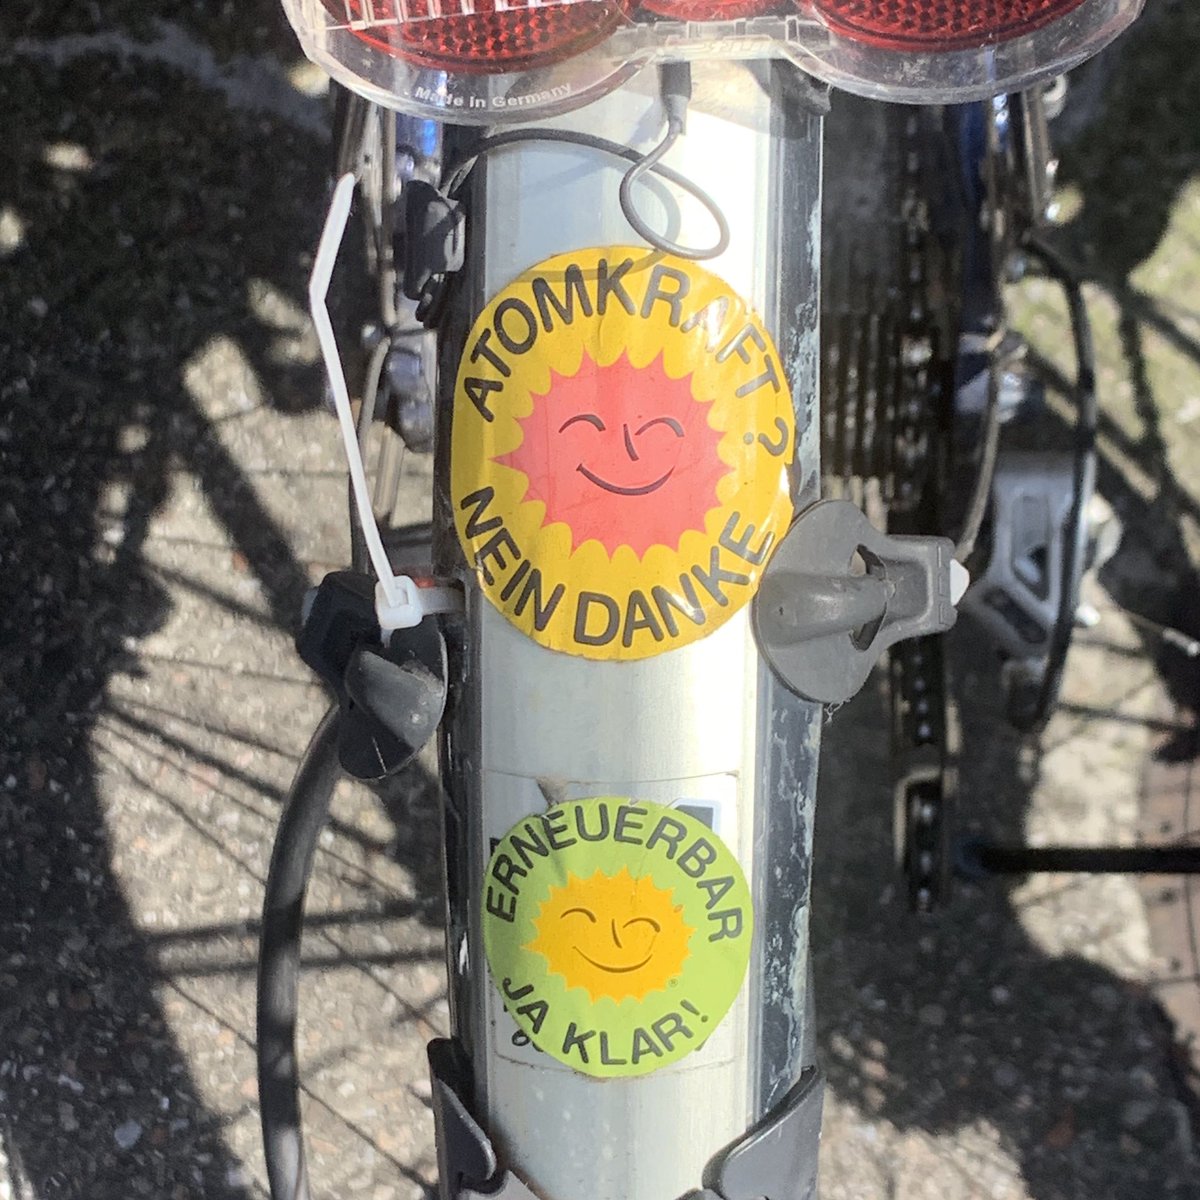 Made in Germany
ATOMKRAFT?
NEIN DANKE
ERNEUERBAR
JA KLAR!
®